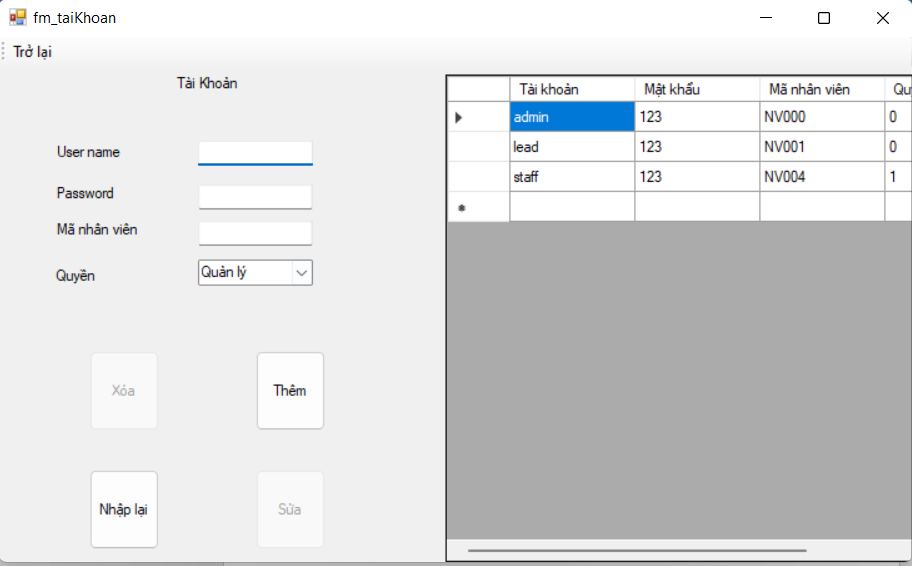 fm_taiKhoan
Trở lại
Tài Khoản
User name
Password
Mã nhân viên
Quyền
Quản lý
Xóa
Thêm
Nhập lại
Sửa
Tài khoản Mật khẩu Mã nhân viên
admin 123 NV000 0
lead 123 NV001 0
staff 123 NV004 1